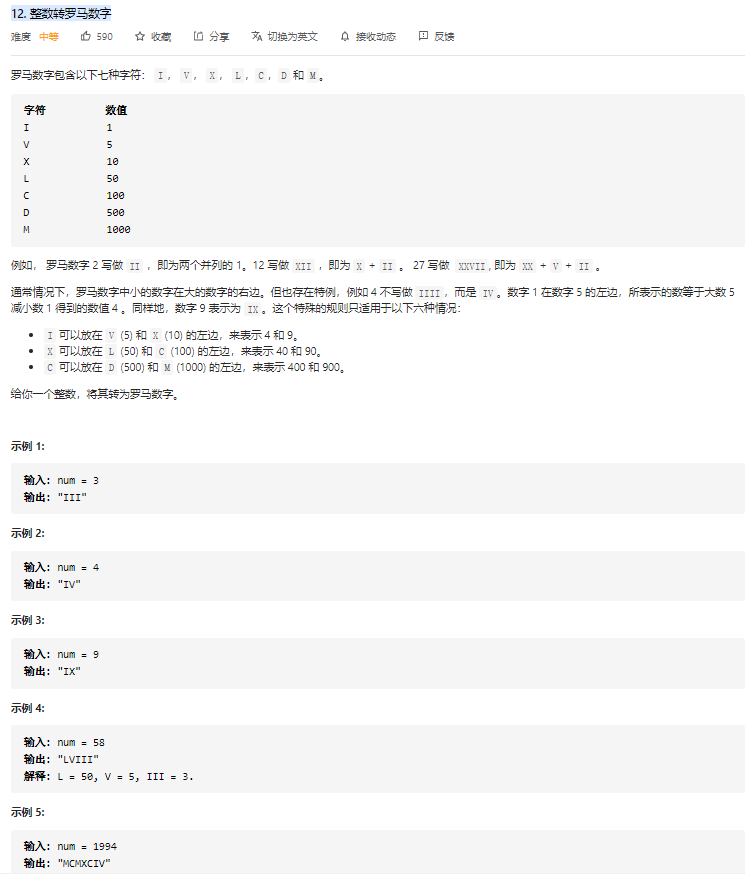 12. 整数转罗马数字
难度 中等 590 收藏 分享 切换为英文 接收动态 反馈
罗马数字包含以下七种字符： I， V， X， L，C，D 和 M。
字符 数值
I 1
V 5
X 10
L 50
C 100
D 500
M 1000
例如， 罗马数字 2 写做 II ，即为两个并列的 1。12 写做 XII ，即为 X + II 。 27 写做 XXVII, 即为 XX + V + II 。
通常情况下，罗马数字中小的数字在大的数字的右边。但也存在特例，例如 4 不写做 IIII，而是 IV。数字 1 在数字 5 的左边，所表示的数等于大数 5
减小数 1 得到的数值 4 。同样地，数字 9 表示为 IX。这个特殊的规则只适用于以下六种情况：
• I 可以放在 V (5) 和 X (10) 的左边，来表示 4 和 9。
• X 可以放在 L (50) 和 C (100) 的左边，来表示 40 和 90。
• C 可以放在 D (500) 和 M (1000) 的左边，来表示 400 和 900。
给你一个整数，将其转为罗马数字。
示例 1:
输入: num = 3
输出: "III"
示例 2:
输入: num = 4
输出: "IV"
示例 3:
输入: num = 9
输出: "IX"
示例 4:
输入: num = 58
输出: "LVIII"
解释: L = 50, V = 5, III = 3.
示例 5:
输入: num = 1994
输出: "MCMXCIV"